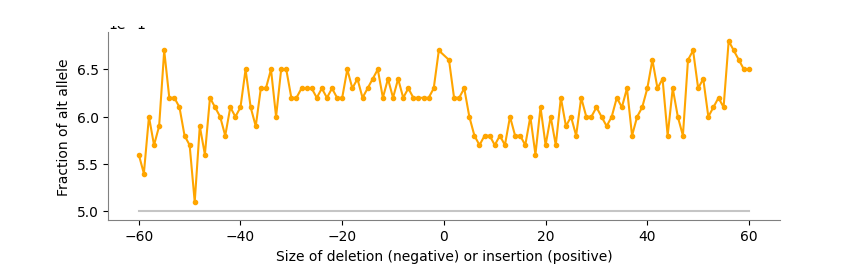 6.5
6.0
5.5
5.0
Fraction of alt allele
−60 −40 −20 0 20 40 60
Size of deletion (negative) or insertion (positive)